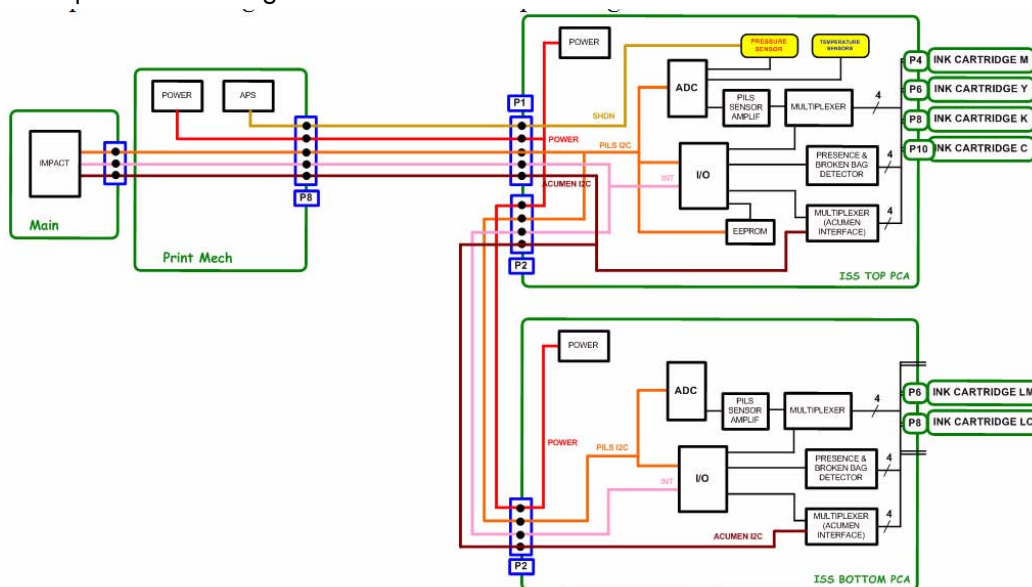 POWER
PRESSURE
SENSOR
TEMPERATURE
SENSORS
P4
INK CARTRIDGE M
POWER
APS
P1
ADC
PILS
SENSOR
AMPLIF
MULTIPLEXER
4
P6
INK CARTRIDGE Y
SHDN
P8
INK CARTRIDGE K
IMPACT
POWER
PILS I2C
P10
INK CARTRIDGE C
INT
I/O
PRESENCE &
BROKEN BAG
DETECTOR
4
ACUMEN I2C
P8
Main
EEPROM
MULTIPLEXER
(ACUMEN
INTERFACE)
4
Print Mech
P2
ISS TOP PCA
POWER
ADC
PILS
SENSOR
AMPLIF
MULTIPLEXER
4
P6
INK CARTRIDGE LM
P8
INK CARTRIDGE LC
POWER
PILS I2C
INT
I/O
PRESENCE &
BROKEN BAG
DETECTOR
4
MULTIPLEXER
(ACUMEN
INTERFACE)
4
ACUMEN I2C
P2
ISS BOTTOM PCA